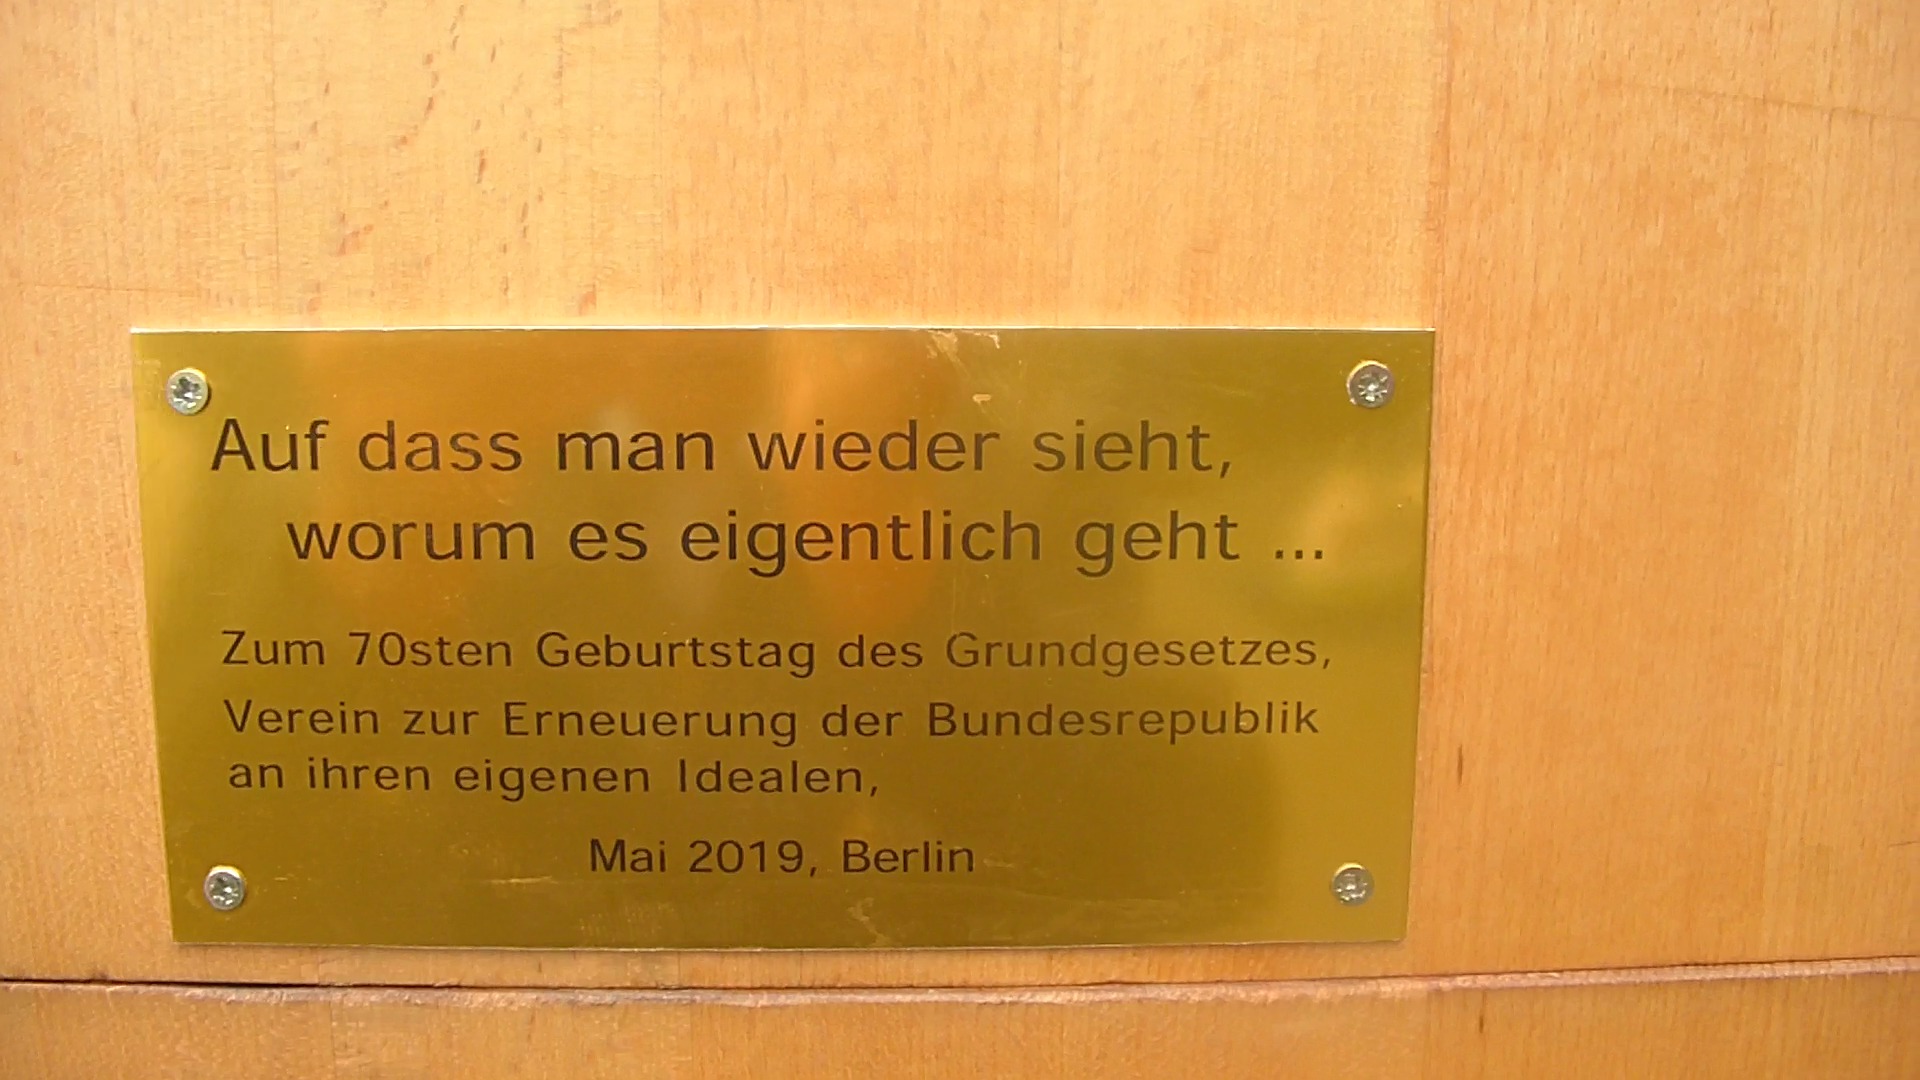 Auf dass man wieder sieht,
worum es eigentlich geht ...
Zum 70sten Geburtstag des Grundgesetzes,
Verein zur Erneuerung der Bundesrepublik
an ihren eigenen Idealen,
Mai 2019, Berlin